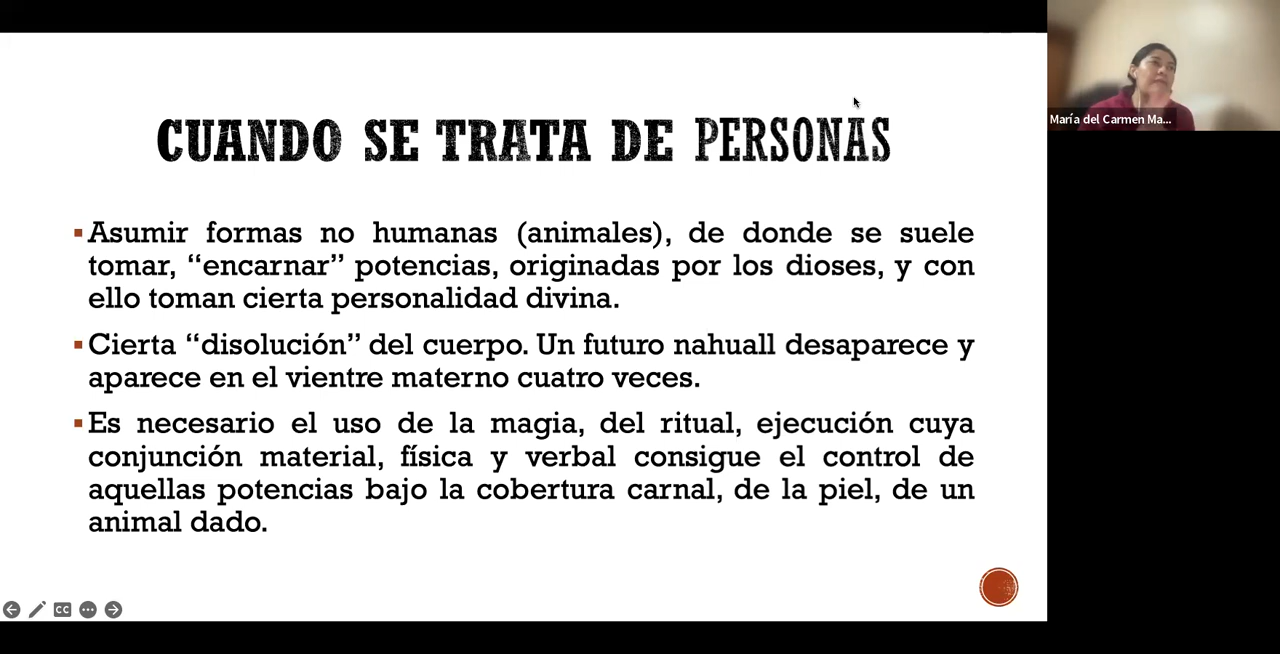 CUANDO SE TRATA DE PERSONAS
▪Asumir formas no humanas (animales), de donde se suele
tomar, “encarnar” potencias, originadas por los dioses, y con
ello toman cierta personalidad divina.
▪Cierta “disolución” del cuerpo. Un futuro nahuall desaparece y
aparece en el vientre materno cuatro veces.
▪Es necesario el uso de la magia, del ritual, ejecución cuya
conjunción material, física y verbal consigue el control de
aquellas potencias bajo la cobertura carnal, de la piel, de un
animal dado.
María del Carmen Ma...
CC